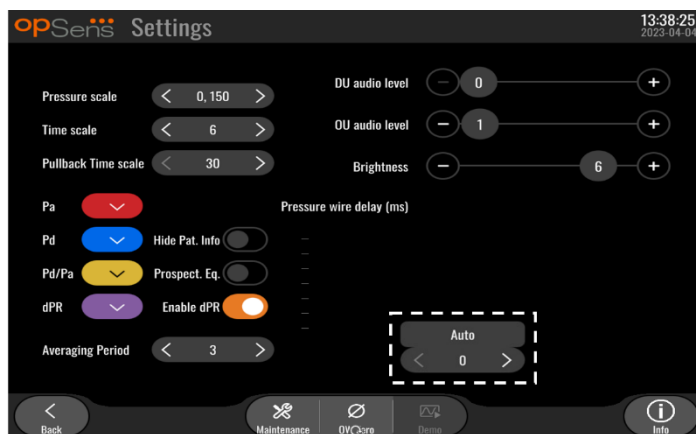 opSens Settings
13:38:25
2023-04-04
Pressure scale 0, 150
Time scale 6
Pullback Time scale 30
DU audio level 0
OU audio level 1
Brightness 6
Pa
Pd
Pd/Pa
dPR
Hide Pat. Info
Prospect. Eq.
Enable dPR
Averaging Period 3
Pressure wire delay (ms)
Auto
0
Back
Maintenance
Demo
Info